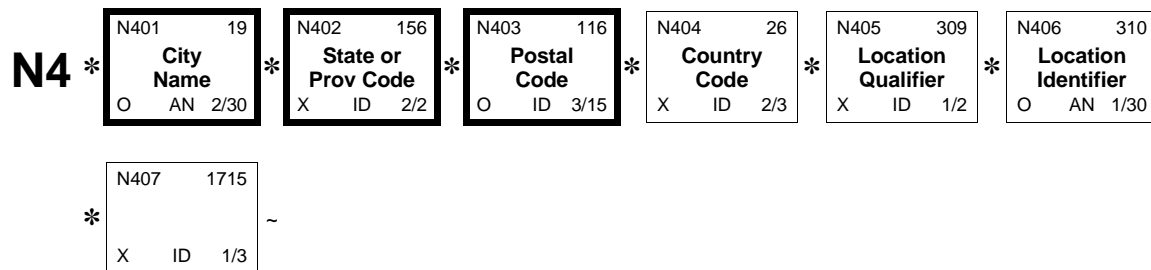 N401 19 N402 156 N403 116 N404 26 N405 309 N406 310
N4 * City Name * State or Prov Code * Postal Code * Country Code * Location Qualifier * Location Identifier
O AN 2/30 X ID 2/2 O ID 3/15 X ID 2/3 X ID 1/2 O AN 1/30
N407 1715
* ~
X ID 1/3